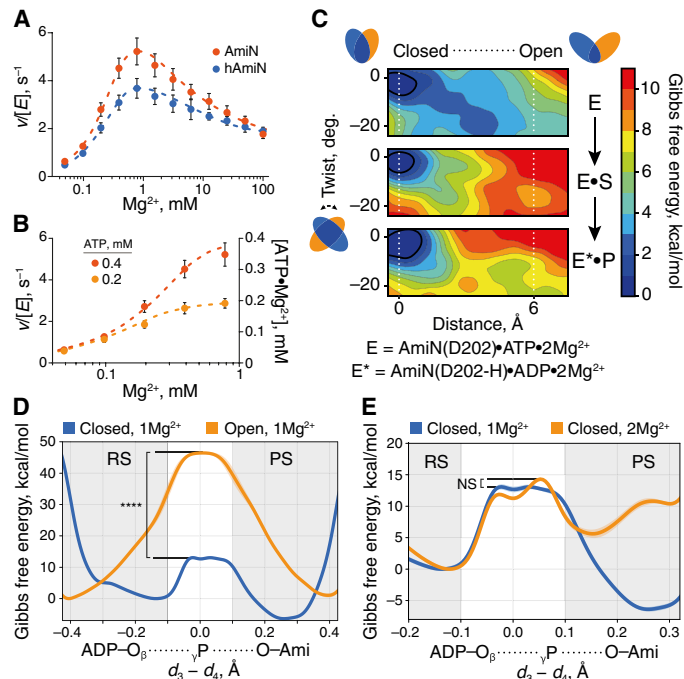 A
v/[E], s⁻¹
6
4
2
0
AmiN
hAmiN
0.1
1
10
100
Mg²⁺, mM
B
v/[E], s⁻¹
6
4
2
0
ATP, mM
0.4
0.2
0.4
0.3
0.2
0.1
0
[ATP•Mg²⁺], mM
0.1
1
Mg²⁺, mM
C
Closed ········· Open
0
−20
0
−20
0
−20
Twist, deg.
E
E•S
E*•P
0
6
Distance, Å
10
8
6
4
2
0
Gibbs free energy, kcal/mol
E = AmiN(D202)•ATP•2Mg²⁺
E* = AmiN(D202-H)•ADP•2Mg²⁺
D
Closed, 1Mg²⁺
Open, 1Mg²⁺
Gibbs free energy, kcal/mol
50
40
30
20
10
0
RS
PS
****
−0.4
−0.2
0.0
0.2
0.4
ADP–Oβ ········ γP ········ O–Ami
d₃ – d₄, Å
E
Closed, 1Mg²⁺
Closed, 2Mg²⁺
Gibbs free energy, kcal/mol
20
15
10
5
0
−5
RS
PS
NS
−0.2
−0.1
0.0
0.1
0.2
0.3
ADP–Oβ ········ γP ········ O–Ami
d₃ – d₄, Å